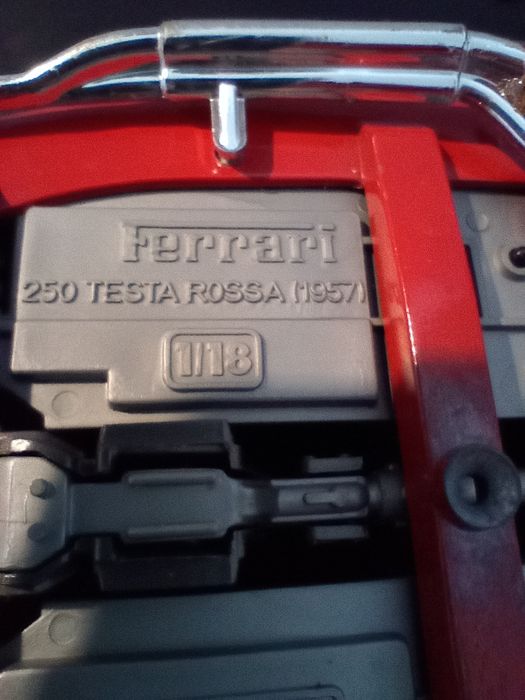 Ferrari
250 TESTA ROSSA (1957)
1/18